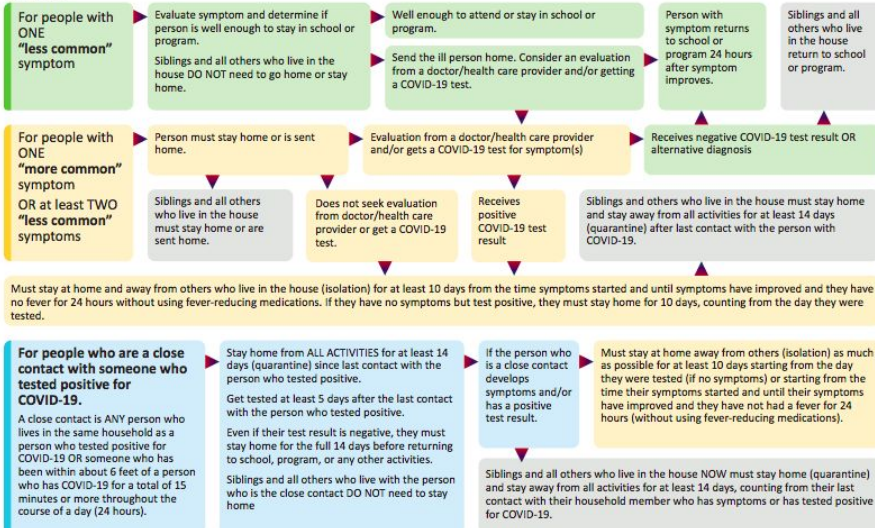 For people with
ONE
“less common”
symptom
Evaluate symptom and determine if
person is well enough to stay in school or
program.
Siblings and all others who live in the
house DO NOT need to go home or stay
home.
Well enough to attend or stay in school or
program.
Send the ill person home. Consider an evaluation
from a doctor/health care provider and/or getting
a COVID-19 test.
Person with
symptom returns
to school or
program 24 hours
after symptom
improves.
Siblings and all
others who live
in the house
return to school
or program.
For people with
ONE
“more common”
symptom
OR at least TWO
“less common”
symptoms
Person must stay home or is sent
home.
Evaluation from a doctor/health care provider
and/or gets a COVID-19 test for symptom(s)
Receives negative COVID-19 test result OR
alternative diagnosis
Siblings and all others
who live in the house
must stay home or are
sent home.
Does not seek evaluation
from doctor/health care
provider or get a COVID-19
test.
Receives
positive
COVID-19 test
result
Siblings and others who live in the house must stay home
and stay away from all activities for at least 14 days
(quarantine) after last contact with the person with
COVID-19.
Must stay at home and away from others who live in the house (isolation) for at least 10 days from the time symptoms started and until symptoms have improved and they have
no fever for 24 hours without using fever-reducing medications. If they have no symptoms but test positive, they must stay home for 10 days, counting from the day they were
tested.
For people who are a close
contact with someone who
tested positive for
COVID-19.
A close contact is ANY person who
lives in the same household as a
person who tested positive for
COVID-19 OR someone who has
been within about 6 feet of a person
who has COVID-19 for a total of 15
minutes or more throughout the
course of a day (24 hours).
Stay home from ALL ACTIVITIES for at least 14
days (quarantine) since last contact with the
person who tested positive.
Get tested at least 5 days after the last contact
with the person who tested positive.
Even if their test result is negative, they must
stay home for the full 14 days before returning
to school, program, or any other activities.
Siblings and all others who live with the person
who is the close contact DO NOT need to stay
home
If the person who
is a close contact
develops
symptoms and/or
has a positive
test result.
Must stay at home away from others (isolation) as much
as possible for at least 10 days starting from the day
they were tested (if no symptoms) or starting from the
time their symptoms started and until their symptoms
have improved and they have not had a fever for 24
hours (without using fever-reducing medications).
Siblings and all others who live in the house NOW must stay home (quarantine)
and stay away from all activities for at least 14 days, counting from their last
contact with their household member who has symptoms or has tested positive
for COVID-19.